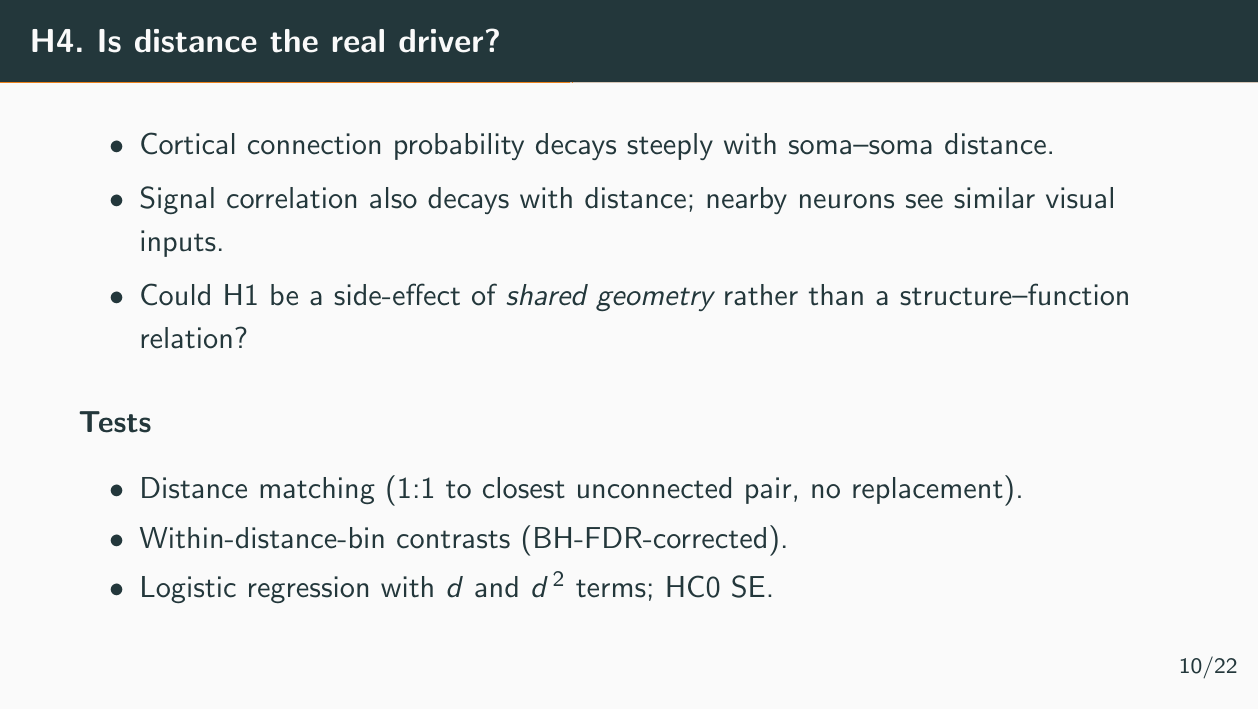 H4. Is distance the real driver?
• Cortical connection probability decays steeply with soma–soma distance.
• Signal correlation also decays with distance; nearby neurons see similar visual
inputs.
• Could H1 be a side-effect of shared geometry rather than a structure–function
relation?
Tests
• Distance matching (1:1 to closest unconnected pair, no replacement).
• Within-distance-bin contrasts (BH-FDR-corrected).
• Logistic regression with d and d² terms; HC0 SE.
10/22